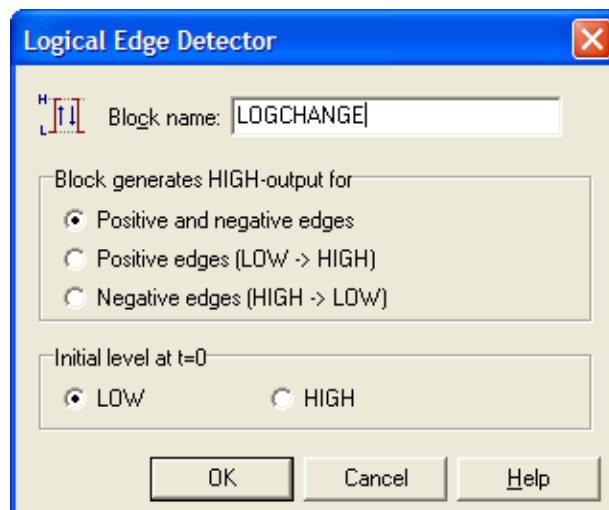 Logical Edge Detector
H
L
Block name: LOGCHANGE
Block generates HIGH-output for
Positive and negative edges
Positive edges (LOW -> HIGH)
Negative edges (HIGH -> LOW)
Initial level at t=0
LOW HIGH
OK Cancel Help